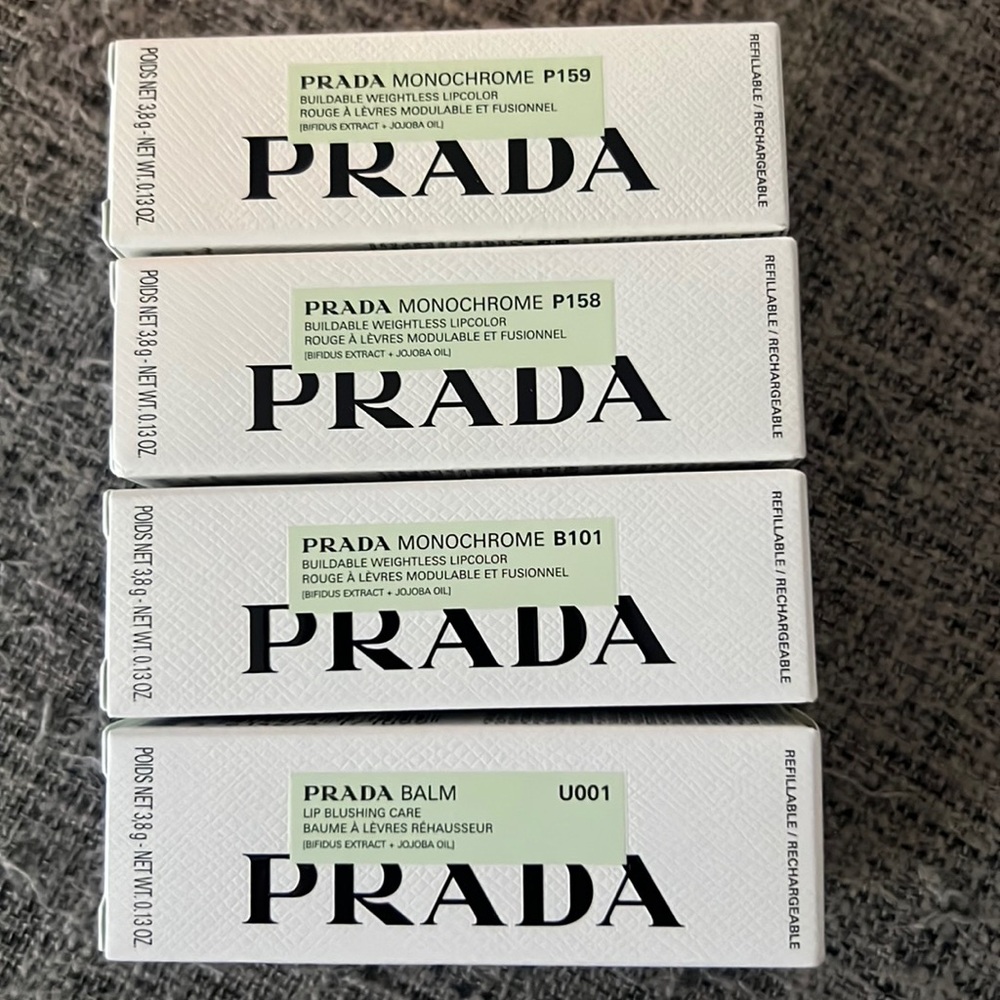 POIDS NET 3,8 g - NET WT. 0.13 OZ.
PRADA MONOCHROME P159
BUILDABLE WEIGHTLESS LIPCOLOR
ROUGE À LÈVRES MODULABLE ET FUSIONNEL
[BIFIDUS EXTRACT + JOJOBA OIL]
PRADA
REFILLABLE / RECHARGEABLE
POIDS NET 3,8 g - NET WT. 0.13 OZ.
PRADA MONOCHROME P158
BUILDABLE WEIGHTLESS LIPCOLOR
ROUGE À LÈVRES MODULABLE ET FUSIONNEL
[BIFIDUS EXTRACT + JOJOBA OIL]
PRADA
REFILLABLE / RECHARGEABLE
POIDS NET 3,8 g - NET WT. 0.13 OZ.
PRADA MONOCHROME B101
BUILDABLE WEIGHTLESS LIPCOLOR
ROUGE À LÈVRES MODULABLE ET FUSIONNEL
[BIFIDUS EXTRACT + JOJOBA OIL]
PRADA
REFILLABLE / RECHARGEABLE
POIDS NET 3,8 g - NET WT. 0.13 OZ.
PRADA BALM U001
LIP BLUSHING CARE
BAUME À LÈVRES RÉHAUSSEUR
[BIFIDUS EXTRACT + JOJOBA OIL]
PRADA
REFILLABLE / RECHARGEABLE